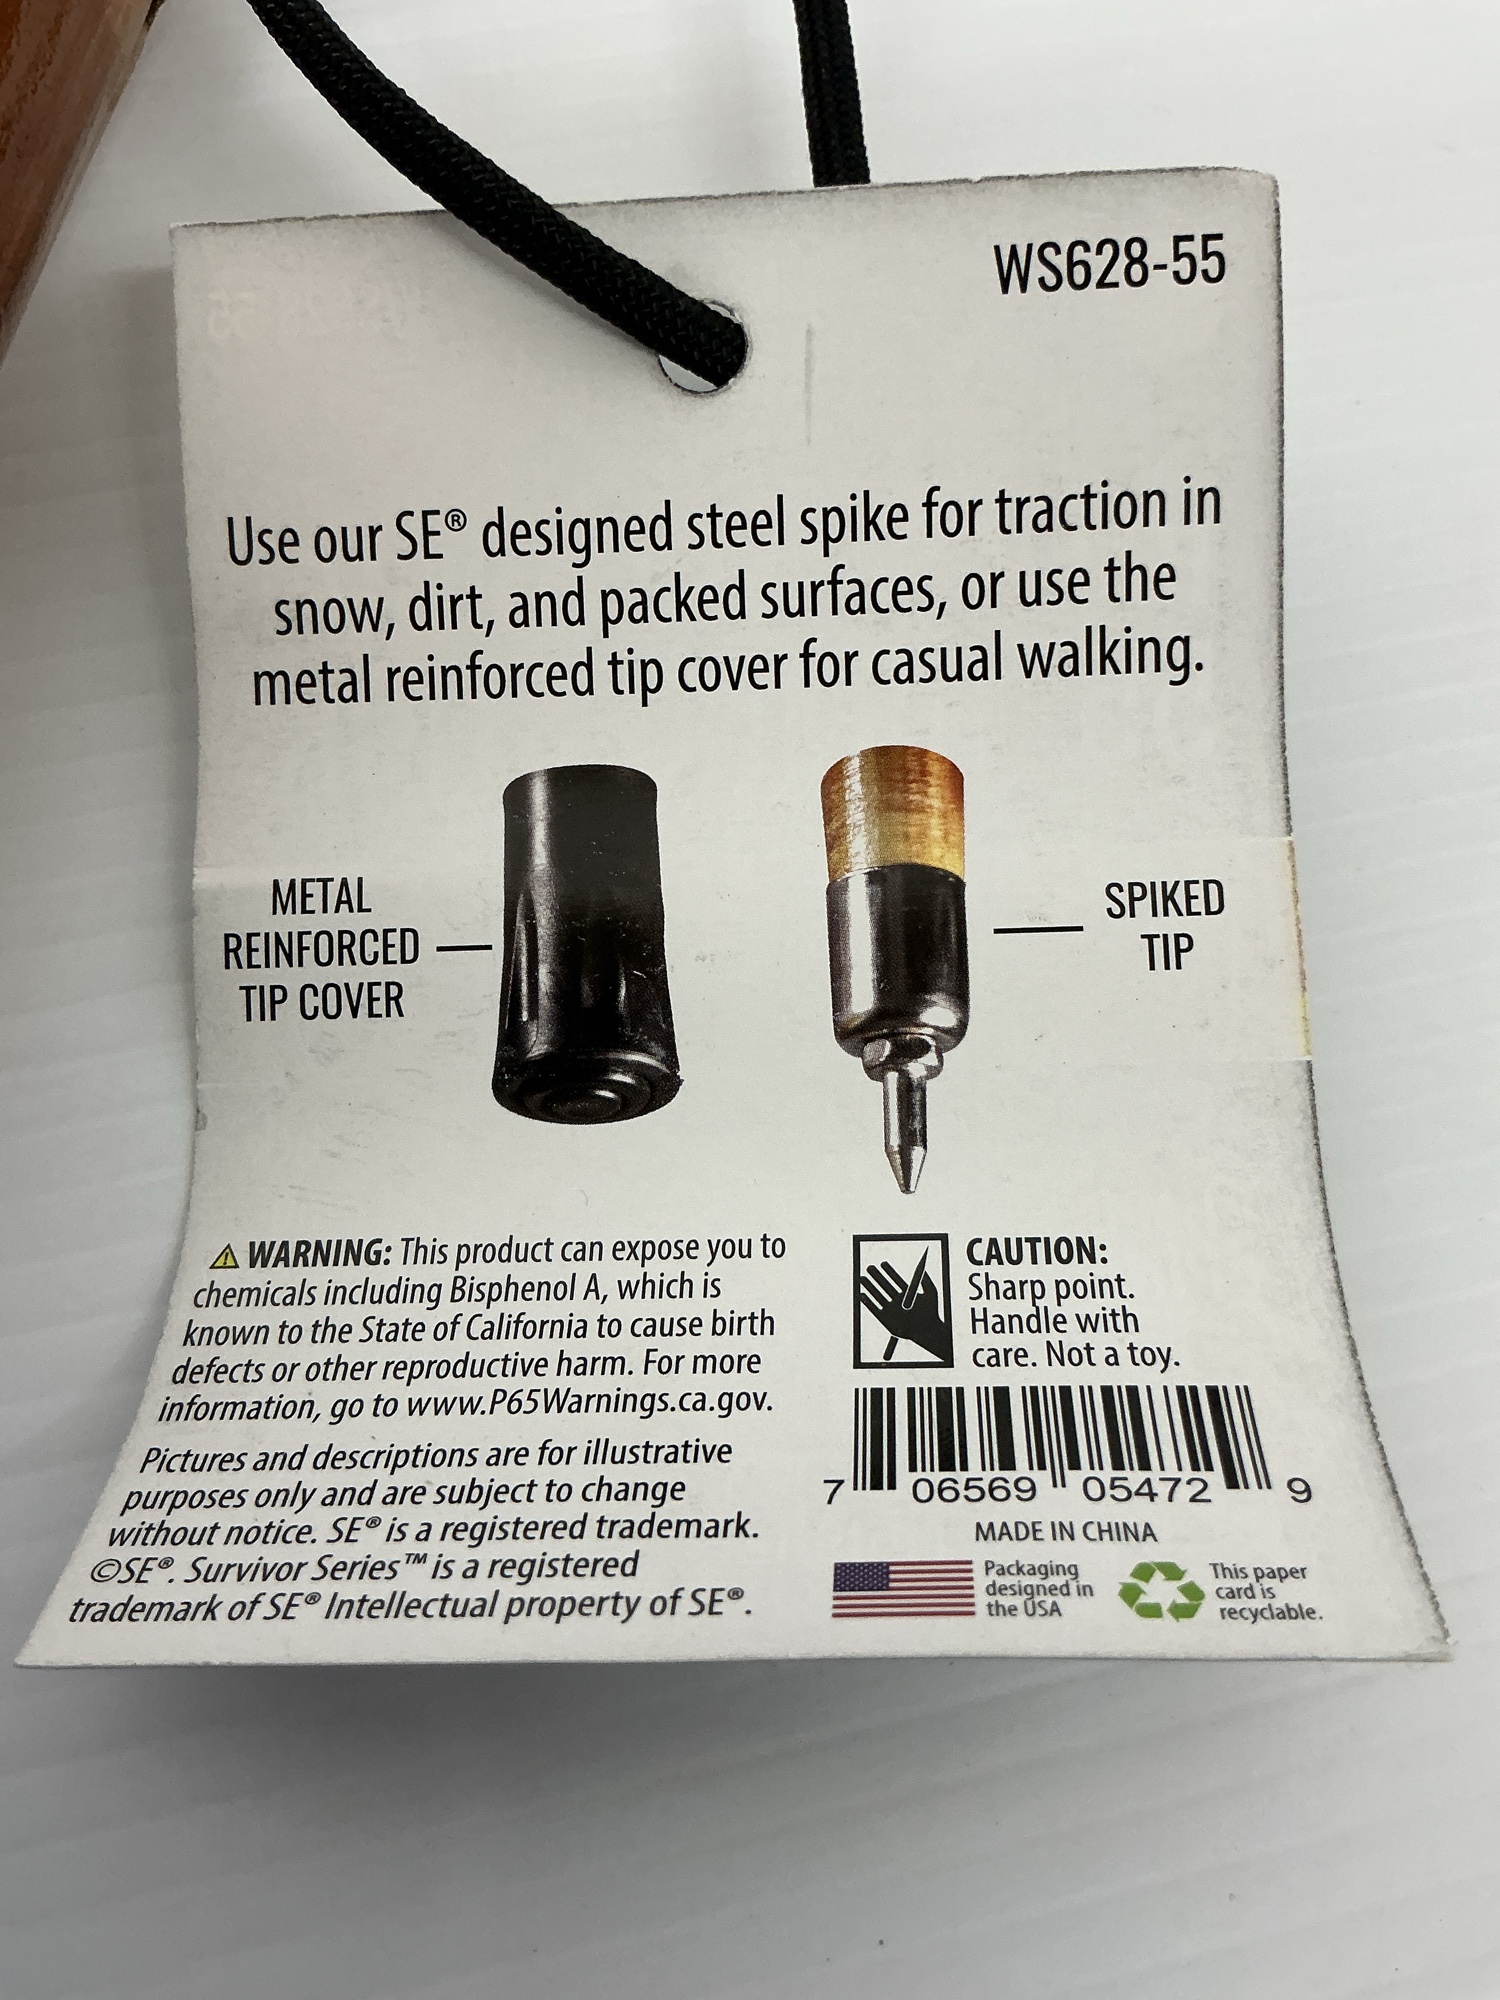 WS628-55
Use our SE® designed steel spike for traction in
snow, dirt, and packed surfaces, or use the
metal reinforced tip cover for casual walking.
METAL
REINFORCED
TIP COVER
SPIKED
TIP
WARNING: This product can expose you to
chemicals including Bisphenol A, which is
known to the State of California to cause birth
defects or other reproductive harm. For more
information, go to www.P65Warnings.ca.gov.
Pictures and descriptions are for illustrative
purposes only and are subject to change
without notice. SE® is a registered trademark.
©SE®. Survivor Series™ is a registered
trademark of SE® Intellectual property of SE®.
CAUTION:
Sharp point.
Handle with
care. Not a toy.
7 06569 05472 9
MADE IN CHINA
Packaging
designed in
the USA
This paper
card is
recyclable.